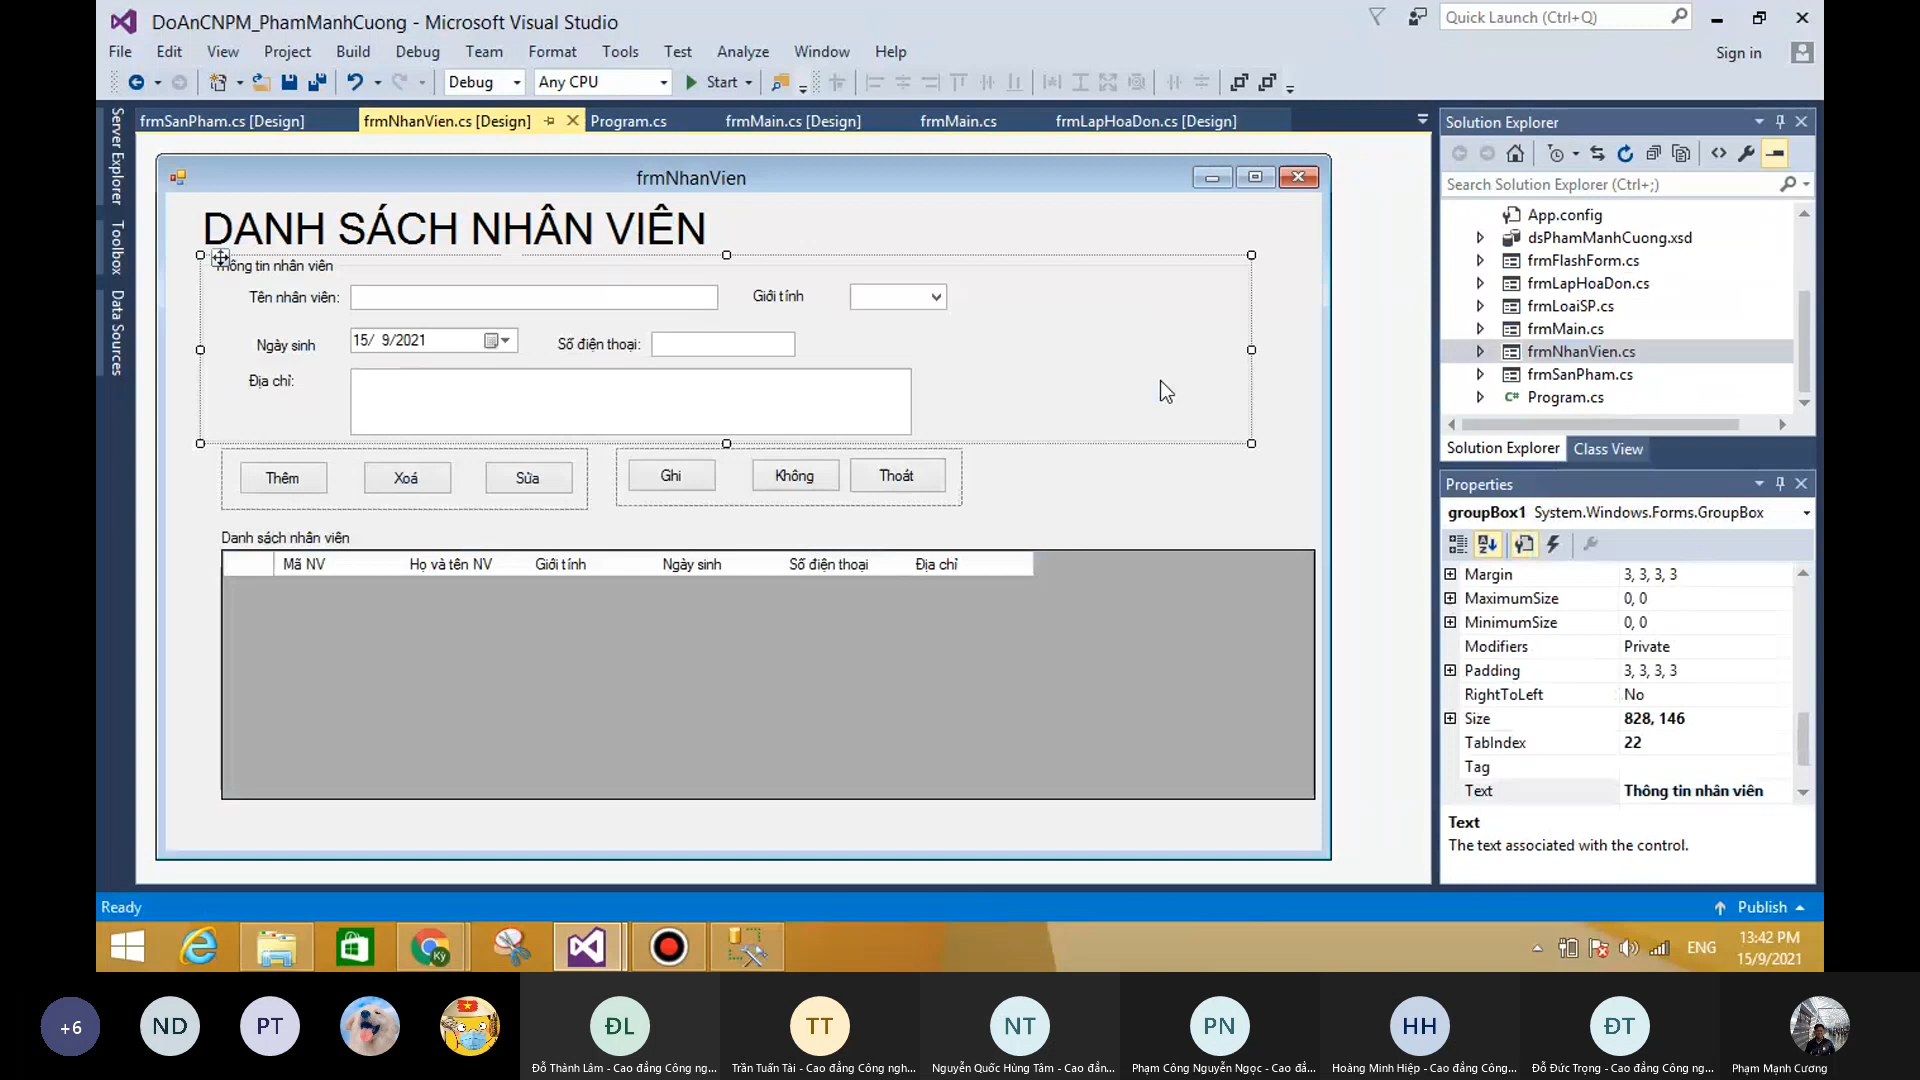 DoAnCNPM_PhamManhCuong - Microsoft Visual Studio
Quick Launch (Ctrl+Q)
File Edit View Project Build Debug Team Format Tools Test Analyze Window Help
Sign in
Debug Any CPU Start
Server Explorer
Toolbox
Data Sources
frmSanPham.cs [Design] frmNhanVien.cs [Design] Program.cs frmMain.cs [Design] frmMain.cs frmLapHoaDon.cs [Design]
frmNhanVien
DANH SÁCH NHÂN VIÊN
Thông tin nhân viên
Tên nhân viên: Giới tính
Ngày sinh 15/ 9/2021 Số điện thoại:
Địa chỉ:
Thêm Xoá Sửa Ghi Không Thoát
Danh sách nhân viên
Mã NV Họ và tên NV Giới tính Ngày sinh Số điện thoại Địa chỉ
Solution Explorer
Search Solution Explorer (Ctrl+;)
App.config
dsPhamManhCuong.xsd
frmFlashForm.cs
frmLapHoaDon.cs
frmLoaiSP.cs
frmMain.cs
frmNhanVien.cs
frmSanPham.cs
C# Program.cs
Solution Explorer Class View
Properties
groupBox1 System.Windows.Forms.GroupBox
Margin 3, 3, 3, 3
MaximumSize 0, 0
MinimumSize 0, 0
Modifiers Private
Padding 3, 3, 3, 3
RightToLeft No
Size 828, 146
TabIndex 22
Tag
Text Thông tin nhân viên
Text
The text associated with the control.
Ready
Publish
Ký
ENG
13:42 PM
15/9/2021
+6 ND PT ĐL TT NT PN HH ĐT
Đỗ Thành Lâm - Cao đẳng Công ng...
Trần Tuấn Tài - Cao đẳng Công ngh...
Nguyễn Quốc Hùng Tâm - Cao đẳn...
Phạm Công Nguyên Ngọc - Cao đẳ...
Hoàng Minh Hiệp - Cao đẳng Công...
Đỗ Đức Trọng - Cao đẳng Công ng...
Phạm Mạnh Cương